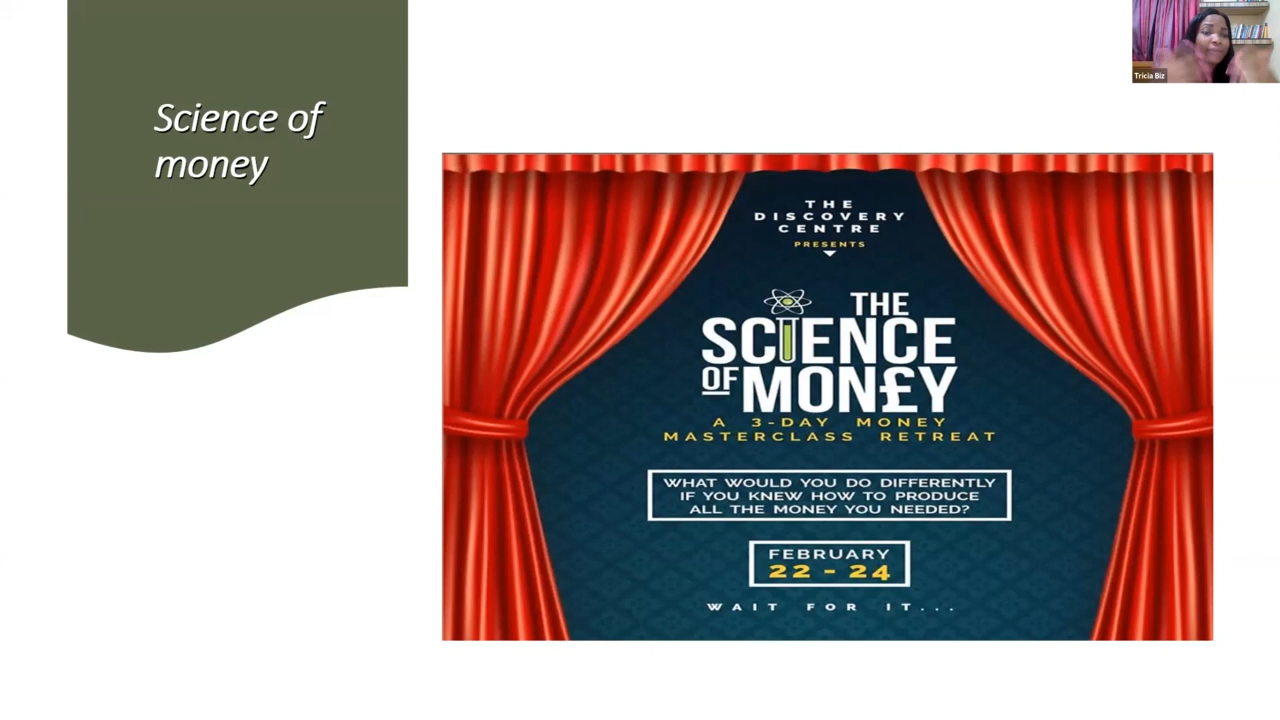 Science of
money
Tricia Biz
THE
DISCOVERY
CENTRE
PRESENTS
THE
SCIENCE
OF MON£Y
A 3-DAY MONEY
MASTERCLASS RETREAT
WHAT WOULD YOU DO DIFFERENTLY
IF YOU KNEW HOW TO PRODUCE
ALL THE MONEY YOU NEEDED?
FEBRUARY
22 - 24
WAIT FOR IT...